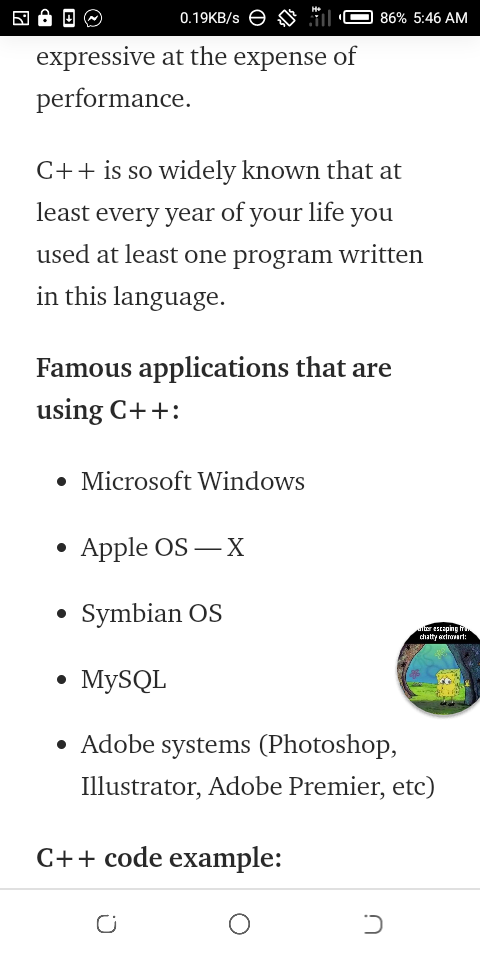 0.19KB/s H+ 86% 5:46 AM
expressive at the expense of
performance.
C++ is so widely known that at
least every year of your life you
used at least one program written
in this language.
Famous applications that are
using C++:
• Microsoft Windows
• Apple OS — X
• Symbian OS
• MySQL
• Adobe systems (Photoshop,
Illustrator, Adobe Premier, etc)
escaping
chatty extrovert:
C++ code example: